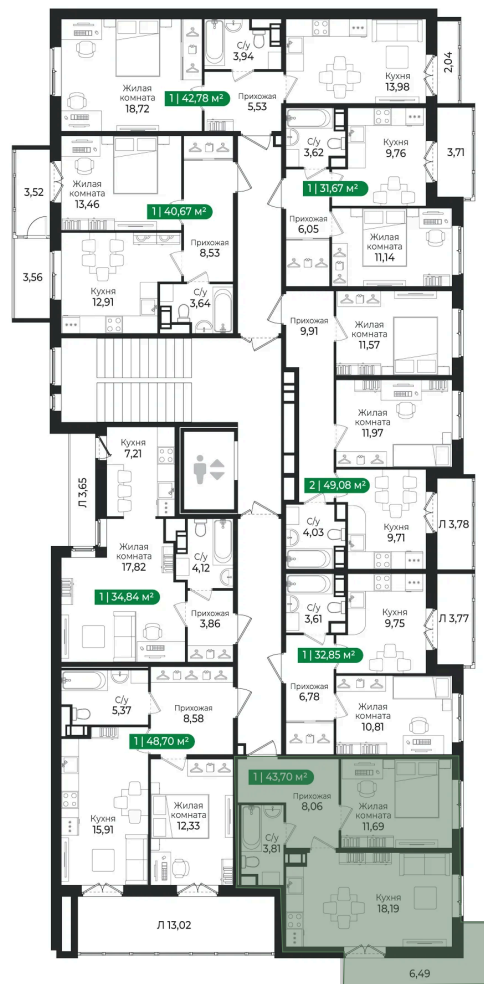 С/у
3,94
Кухня
13,98
2,04
Жилая
комната
18,72
1 | 42,78 м²
Прихожая
5,53
С/у
3,62
Кухня
9,76
3,71
3,52
Жилая
комната
13,46
1 | 40,67 м²
1 | 31,67 м²
6,05
Жилая
комната
11,14
Прихожая
8,53
3,56
Кухня
12,91
С/у
3,64
Прихожая
9,91
Жилая
комната
11,57
Жилая
комната
11,97
Кухня
7,21
Л 3,65
2 | 49,08 м²
Кухня
9,71
Л 3,78
С/у
4,03
Жилая
комната
17,82
С/у
4,12
1 | 34,84 м²
Прихожая
3,86
С/у
3,61
Кухня
9,75
Л 3,77
1 | 32,85 м²
Прихожая
6,78
Жилая
комната
10,81
С/у
5,37
Прихожая
8,58
1 | 48,70 м²
Кухня
15,91
Жилая
комната
12,33
1 | 43,70 м²
Прихожая
8,06
Жилая
комната
11,69
С/у
3,81
Кухня
18,19
Л 13,02
6,49